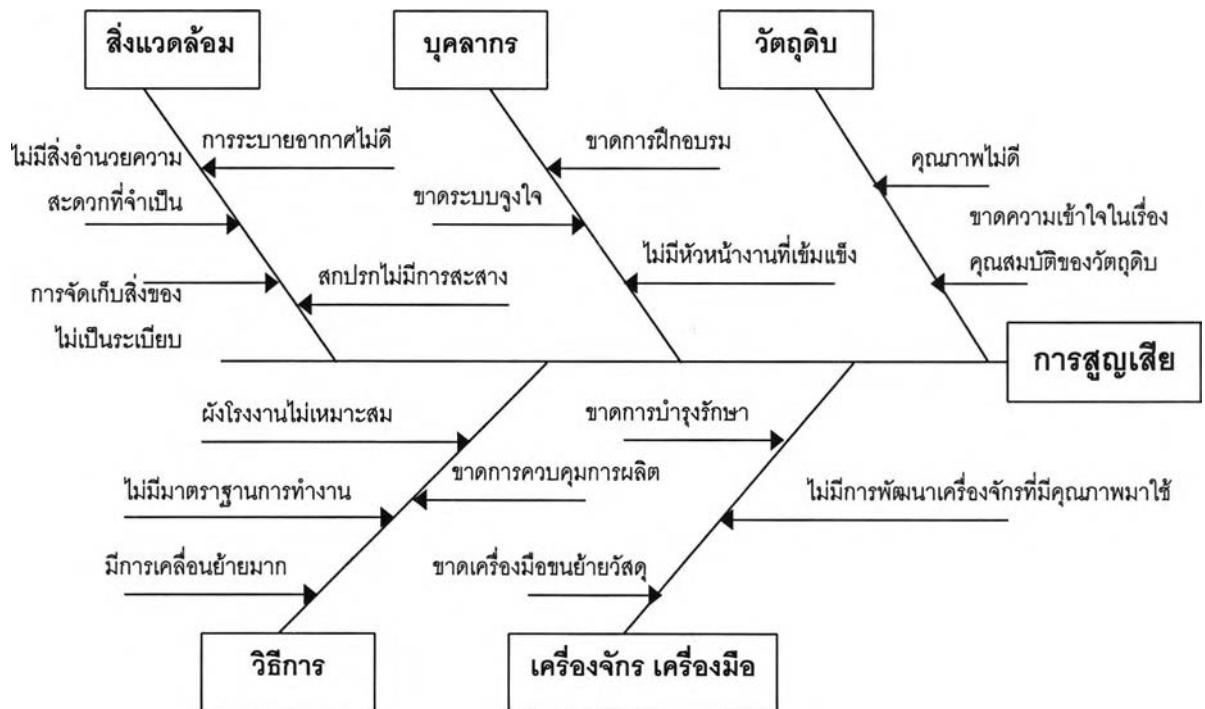 สิ่งแวดล้อม
บุคลากร
วัตถุดิบ
การระบายอากาศไม่ดี
ไม่มีสิ่งอำนวยความ
สะดวกที่จำเป็น
การจัดเก็บสิ่งของ
ไม่เป็นระเบียบ
สกปรกไม่มีการสะสาง
ขาดการฝึกอบรม
ขาดระบบจูงใจ
ไม่มีหัวหน้างานที่เข้มแข็ง
คุณภาพไม่ดี
ขาดความเข้าใจในเรื่อง
คุณสมบัติของวัตถุดิบ
การสูญเสีย
ผังโรงงานไม่เหมาะสม
ขาดการควบคุมการผลิต
ไม่มีมาตราฐานการทำงาน
มีการเคลื่อนย้ายมาก
ขาดการบำรุงรักษา
ไม่มีการพัฒนาเครื่องจักรที่มีคุณภาพมาใช้
ขาดเครื่องมือขนย้ายวัสดุ
วิธีการ
เครื่องจักร เครื่องมือ